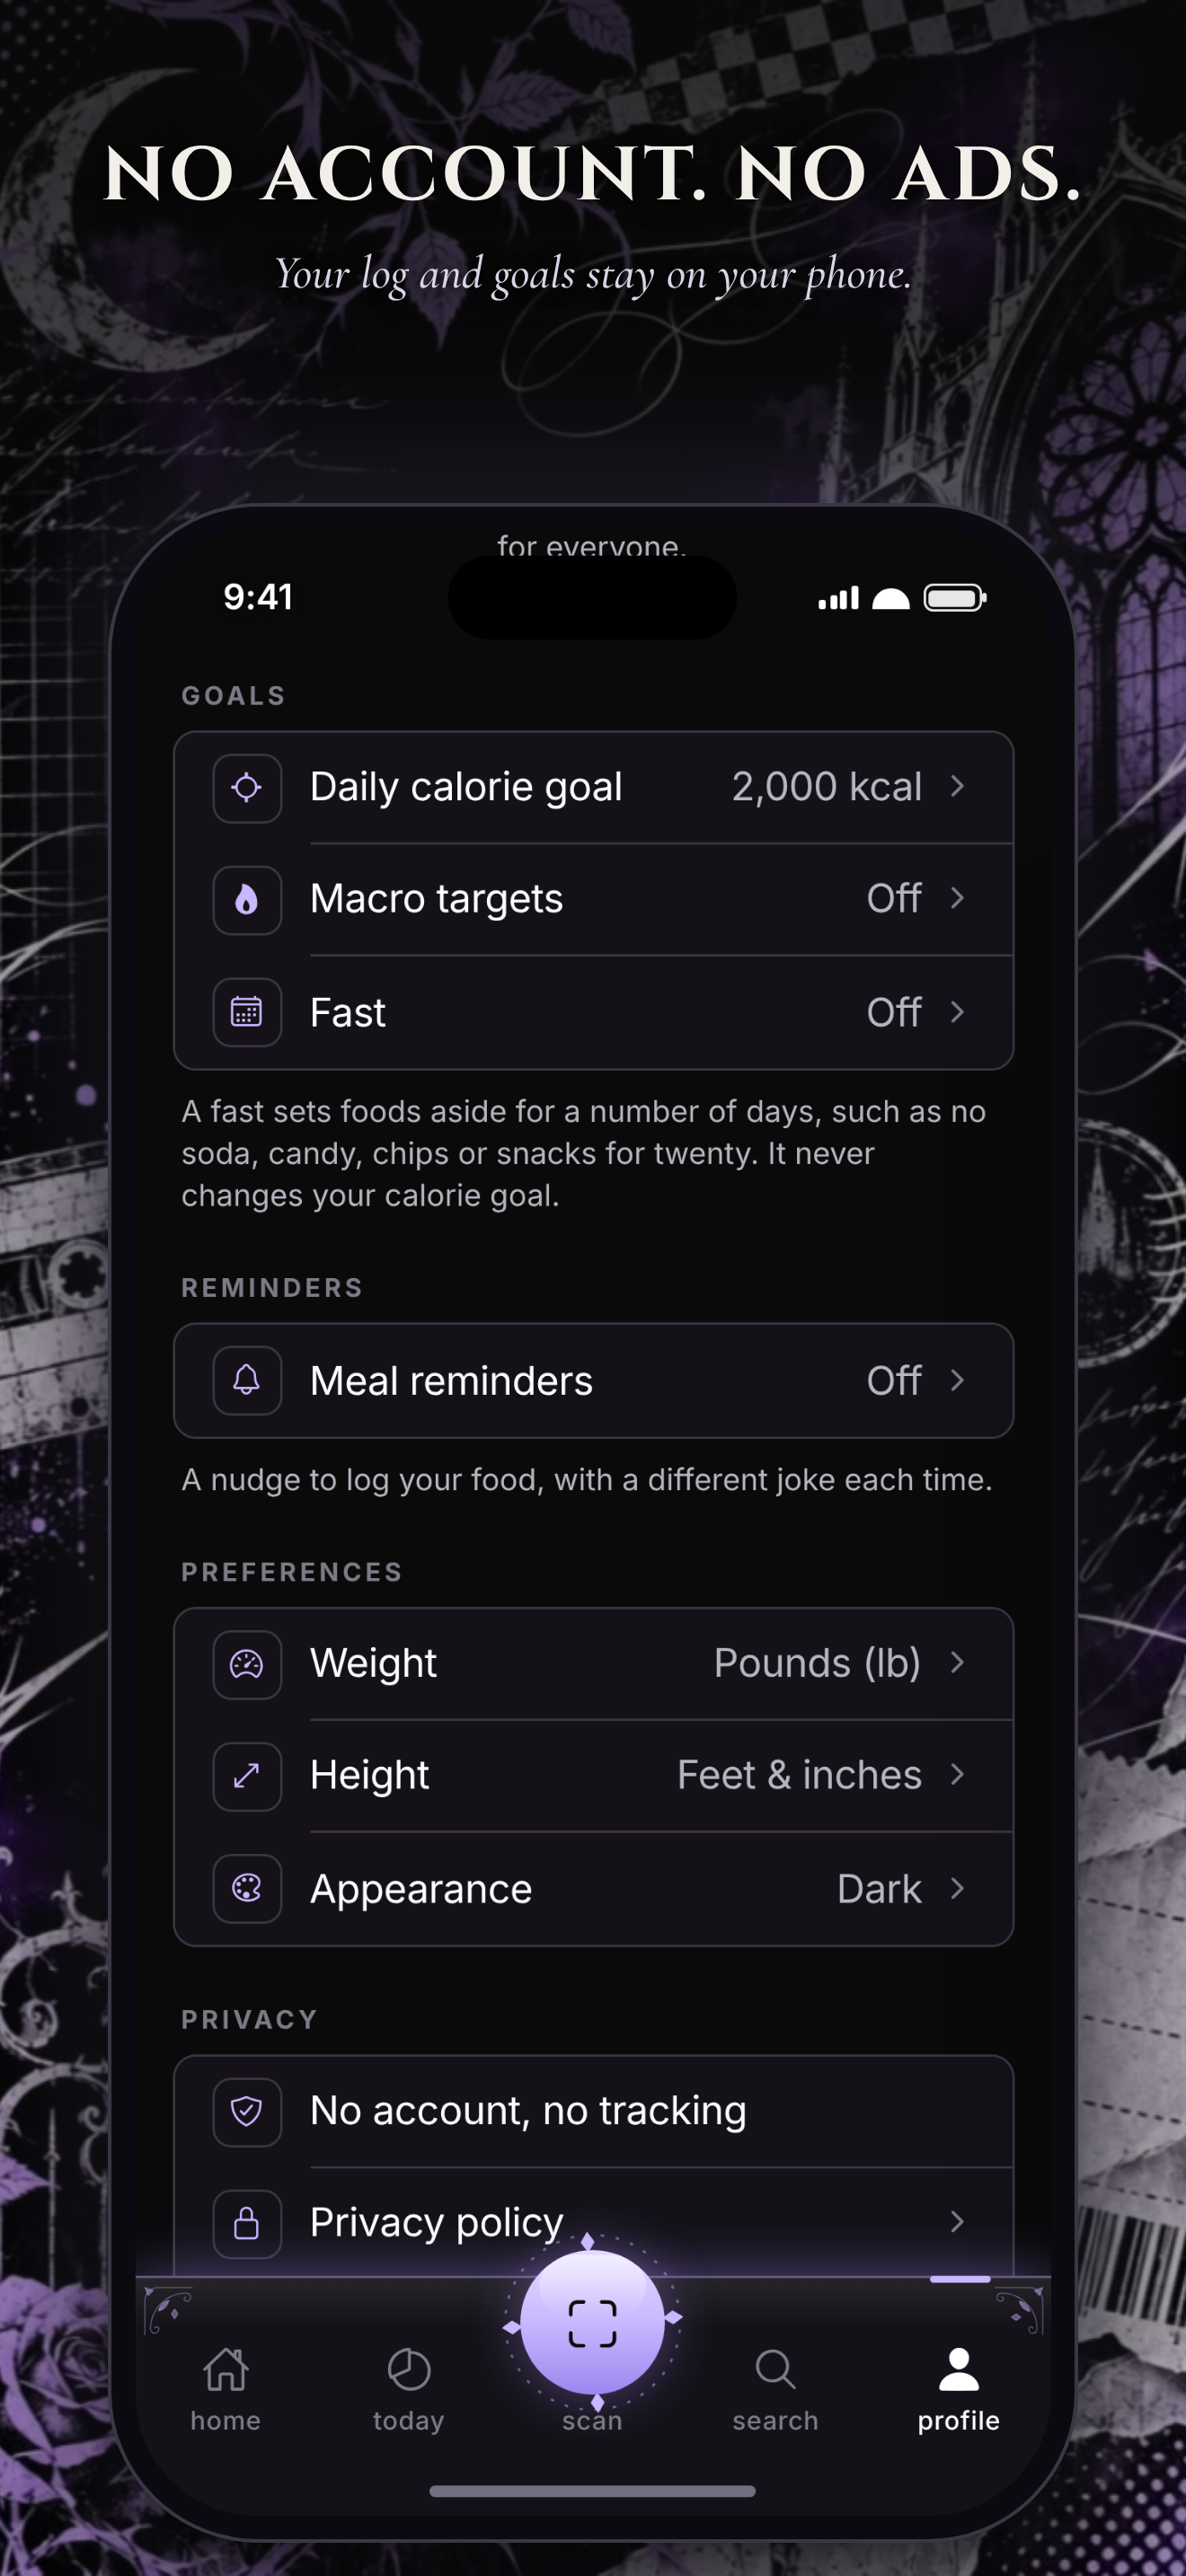 NO ACCOUNT. NO ADS.
Your log and goals stay on your phone.
for everyone.
9:41
GOALS
Daily calorie goal 2,000 kcal
Macro targets Off
Fast Off
A fast sets foods aside for a number of days, such as no
soda, candy, chips or snacks for twenty. It never
changes your calorie goal.
REMINDERS
Meal reminders Off
A nudge to log your food, with a different joke each time.
PREFERENCES
Weight Pounds (lb)
Height Feet & inches
Appearance Dark
PRIVACY
No account, no tracking
Privacy policy
home today scan search profile